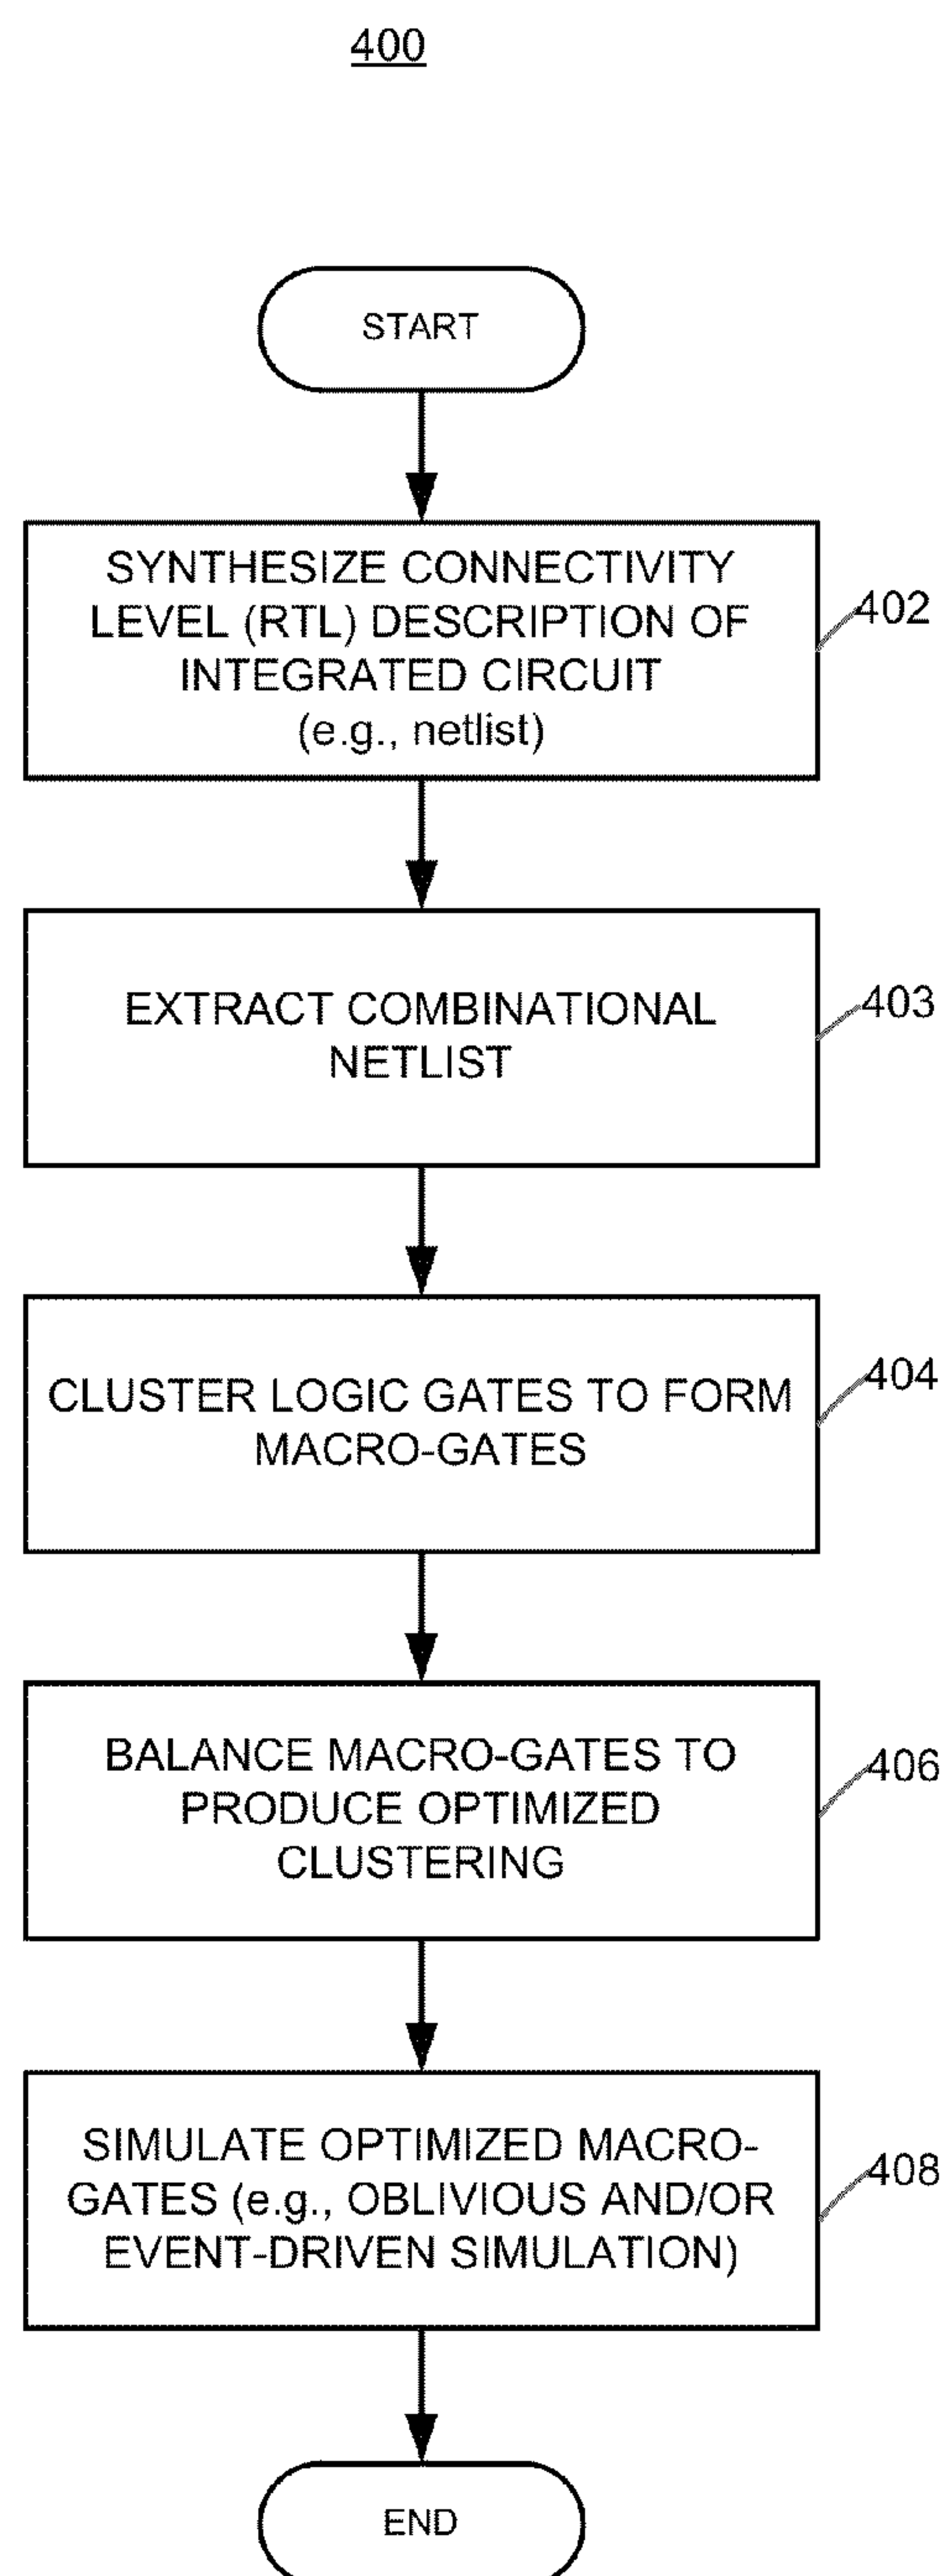 400
START
SYNTHESIZE CONNECTIVITY
LEVEL (RTL) DESCRIPTION OF
INTEGRATED CIRCUIT
(e.g., netlist)
402
EXTRACT COMBINATIONAL
NETLIST
403
CLUSTER LOGIC GATES TO FORM
MACRO-GATES
404
BALANCE MACRO-GATES TO
PRODUCE OPTIMIZED
CLUSTERING
406
SIMULATE OPTIMIZED MACRO-
GATES (e.g., OBLIVIOUS AND/OR
EVENT-DRIVEN SIMULATION)
408
END